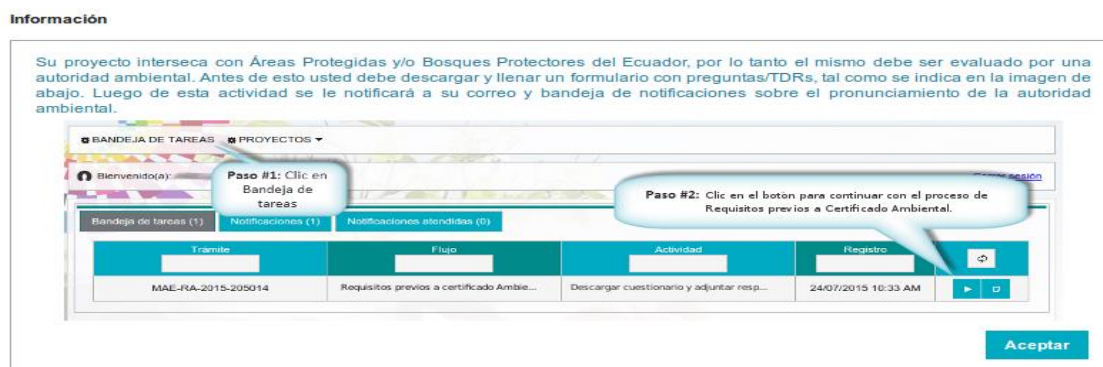 Información
Su proyecto interseca con Áreas Protegidas y/o Bosques Protectores del Ecuador, por lo tanto el mismo debe ser evaluado por una
autoridad ambiental. Antes de esto usted debe descargar y llenar un formulario con preguntas/TDRs, tal como se indica en la imagen de
abajo. Luego de esta actividad se le notificará a su correo y bandeja de notificaciones sobre el pronunciamiento de la autoridad
ambiental.
BANDEJA DE TAREAS PROYECTOS
Bienvenido(a):
Cerrar sesión
Paso #1: Clic en
Bandeja de
tareas
Paso #2: Clic en el botòn para continuar con el proceso de
Requisitos previos a Certificado Ambiental.
Bandeja de tareas (1) Notificaciones (1) Notificaciones atendidas (0)
Trámite Flujo Actividad Registro
MAE-RA-2015-205014 Requisitos previos a certificado Ambie... Descargar cuestionario y adjuntar resp... 24/07/2015 10:33 AM
Aceptar